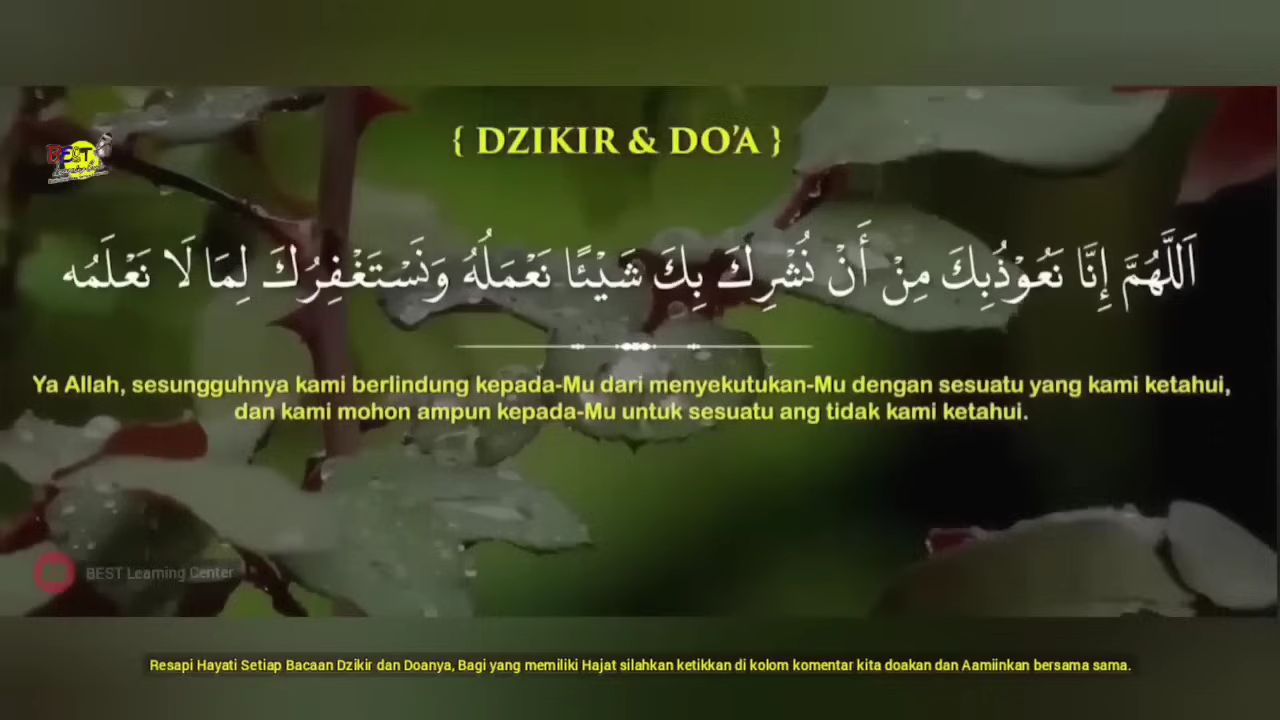 { DZIKIR & DO'A }
BEST
اَللَّهُمَّ إِنَّا نَعُوْذُبِكَ مِنْ أَنْ نُشْرِكَ بِكَ شَيْئًا نَعْمَلُهُ وَنَسْتَغْفِرُكَ لِمَا لَا نَعْلَمُه
Ya Allah, sesungguhnya kami berlindung kepada-Mu dari menyekutukan-Mu dengan sesuatu yang kami ketahui,
dan kami mohon ampun kepada-Mu untuk sesuatu ang tidak kami ketahui.
BEST Learning Center
Resapi Hayati Setiap Bacaan Dzikir dan Doanya, Bagi yang memiliki Hajat silahkan ketikkan di kolom komentar kita doakan dan Aamiinkan bersama sama.